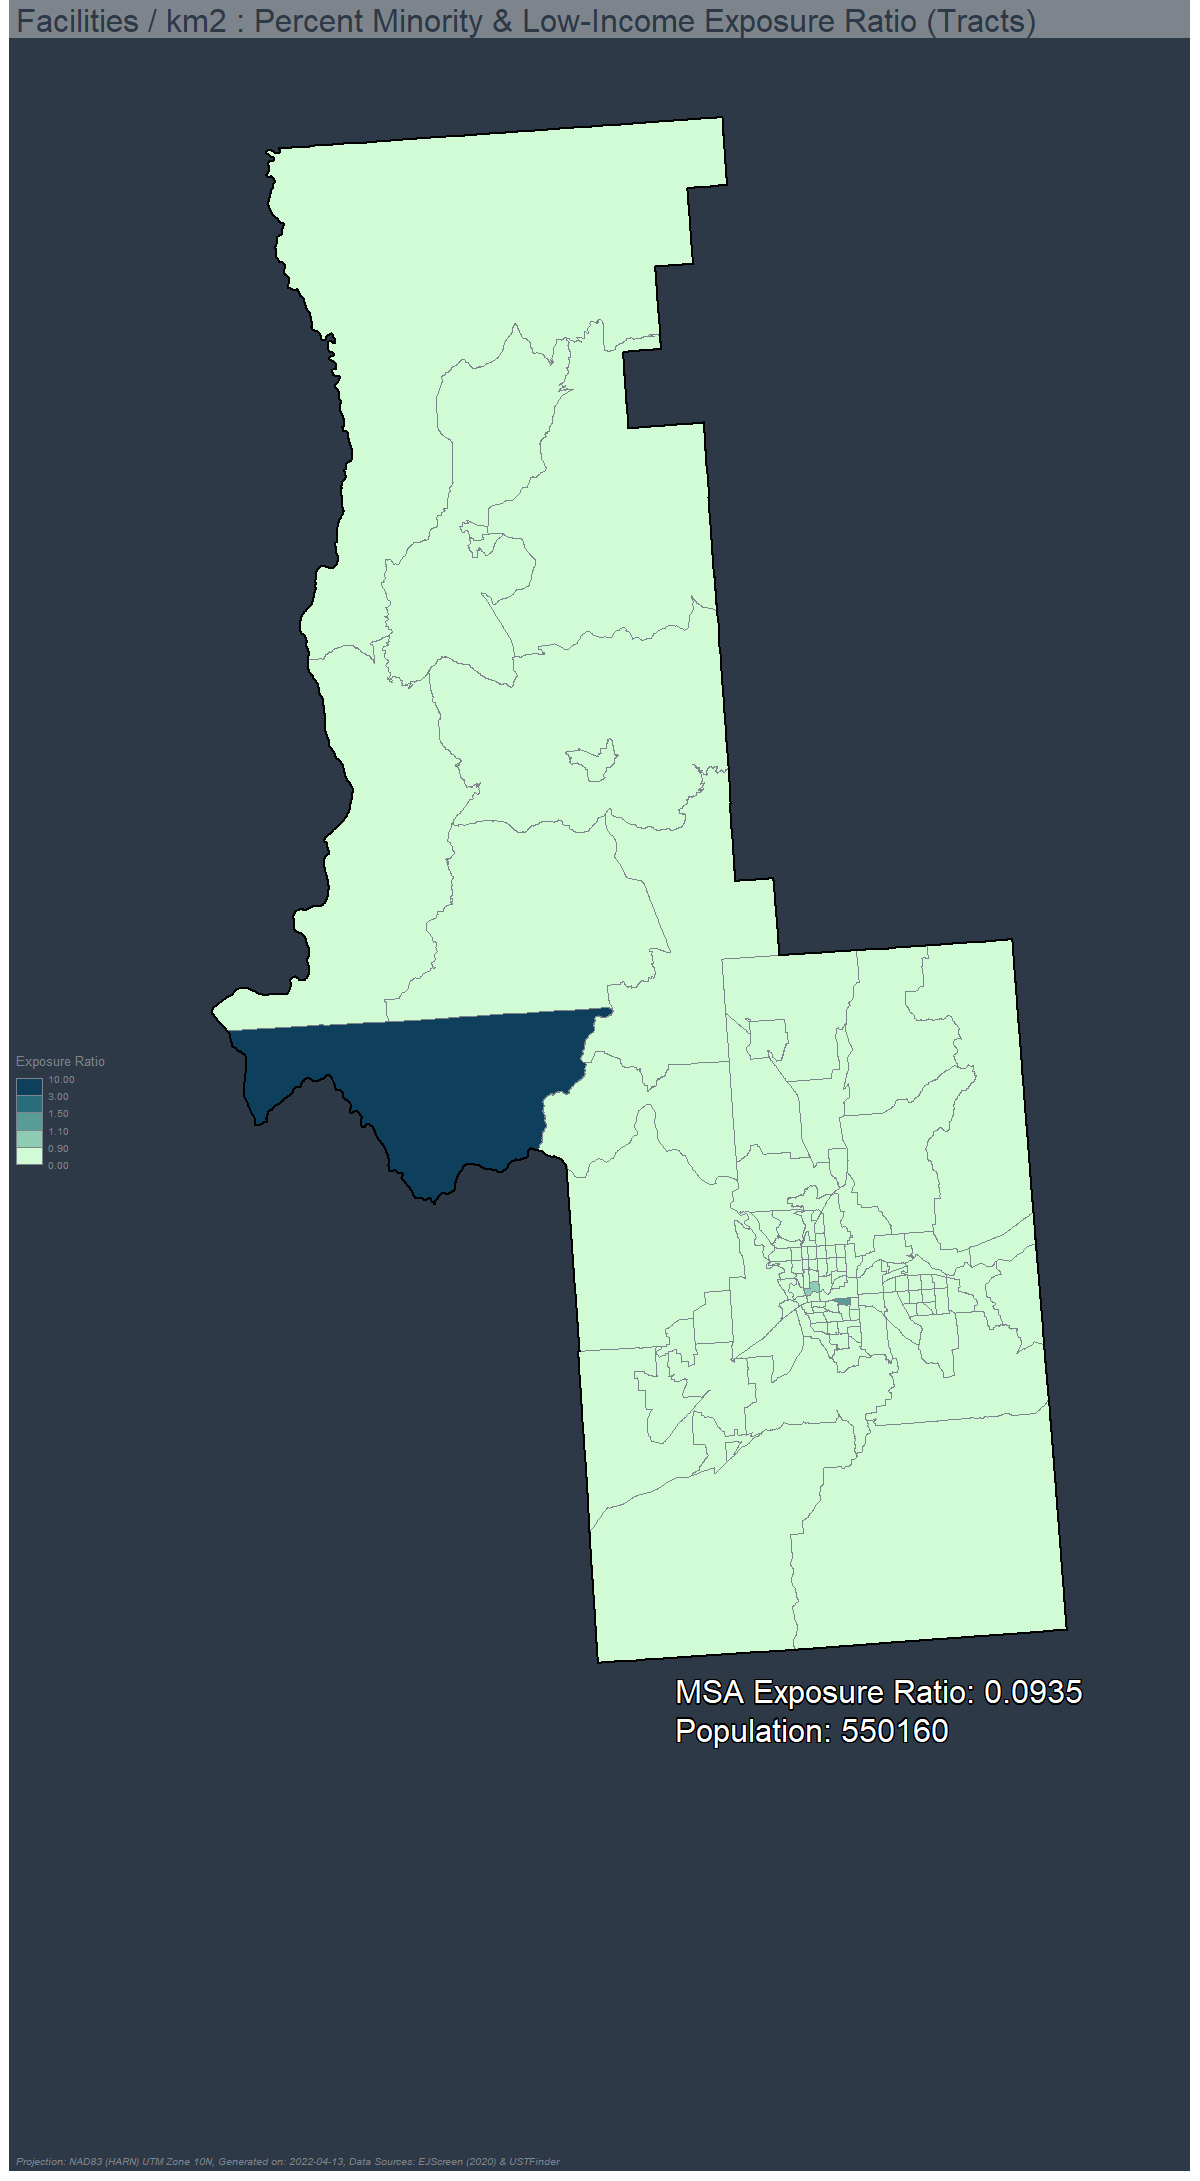 Facilities / km2 : Percent Minority & Low-Income Exposure Ratio (Tracts)
Exposure Ratio
10.00
3.00
1.50
1.10
0.90
0.00
MSA Exposure Ratio: 0.0935
Population: 550160
Projection: NAD83 (HARN) UTM Zone 10N, Generated on: 2022-04-13, Data Sources: EJScreen (2020) & USTFinder